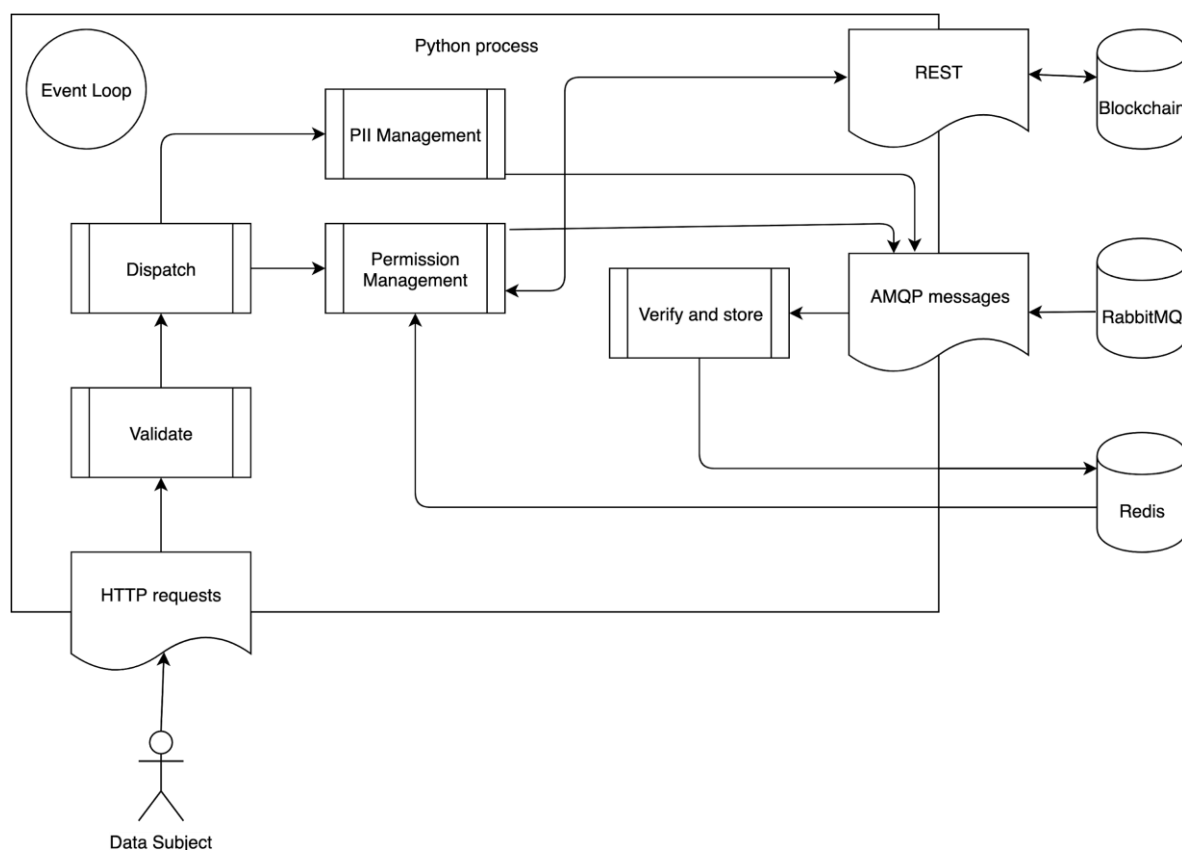 Python process
REST
Event Loop
Blockchain
PII Management
Dispatch
Permission
Management
AMQP messages
Verify and store
RabbitMQ
Validate
Redis
HTTP requests
Data Subject